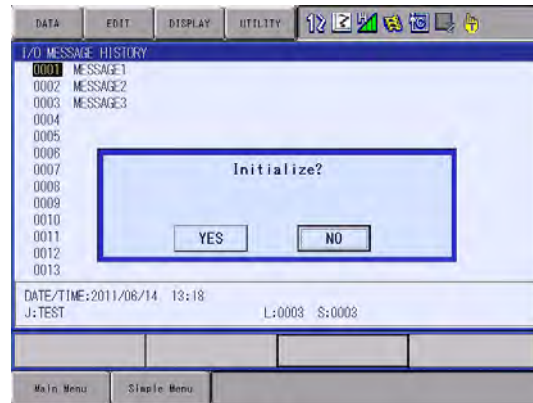 DATA EDIT DISPLAY UTILITY
I/O MESSAGE HISTORY
0001 MESSAGE1
0002 MESSAGE2
0003 MESSAGE3
0004
0005
0006
0007 Initialize?
0008
0009
0010
0011 YES NO
0012
0013
DATE/TIME:2011/06/14 13:18
J:TEST L:0003 S:0003
Main Menu Simple Menu